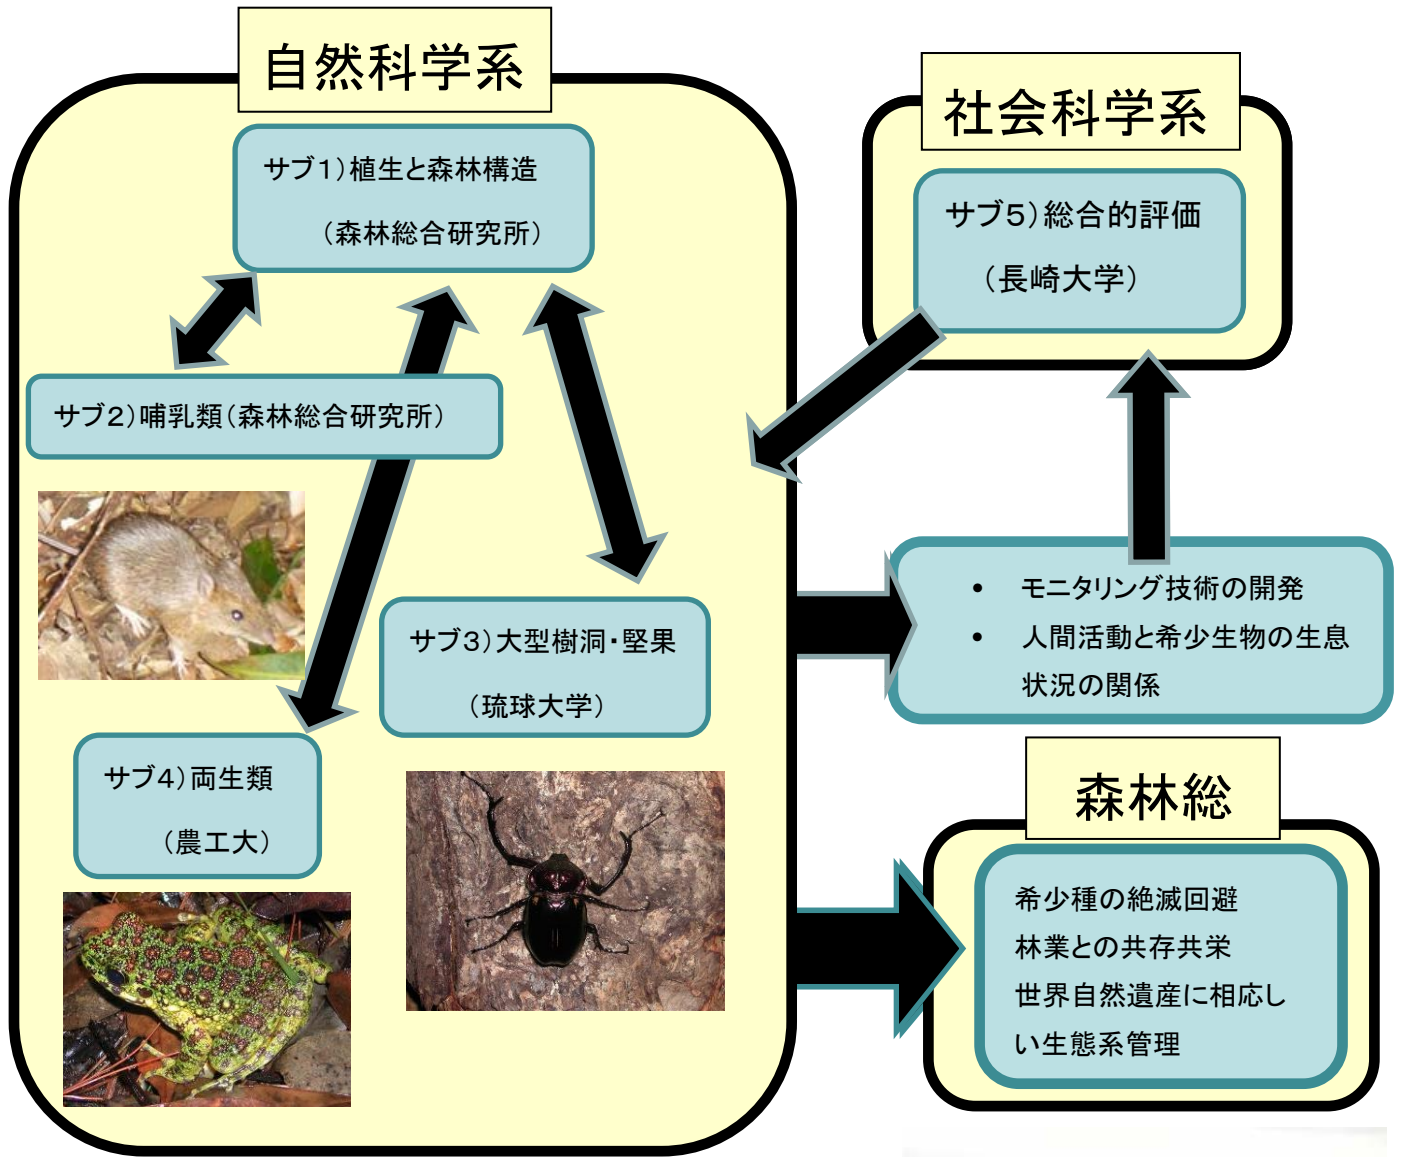 自然科学系
サブ１）植生と森林構造
（森林総合研究所）
サブ２）哺乳類（森林総合研究所）
サブ３）大型樹洞・堅果
（琉球大学）
サブ４）両生類
（農工大）
社会科学系
サブ５）総合的評価
（長崎大学）
• モニタリング技術の開発
• 人間活動と希少生物の生息
状況の関係
森林総
希少種の絶滅回避
林業との共存共栄
世界自然遺産に相応し
い生態系管理